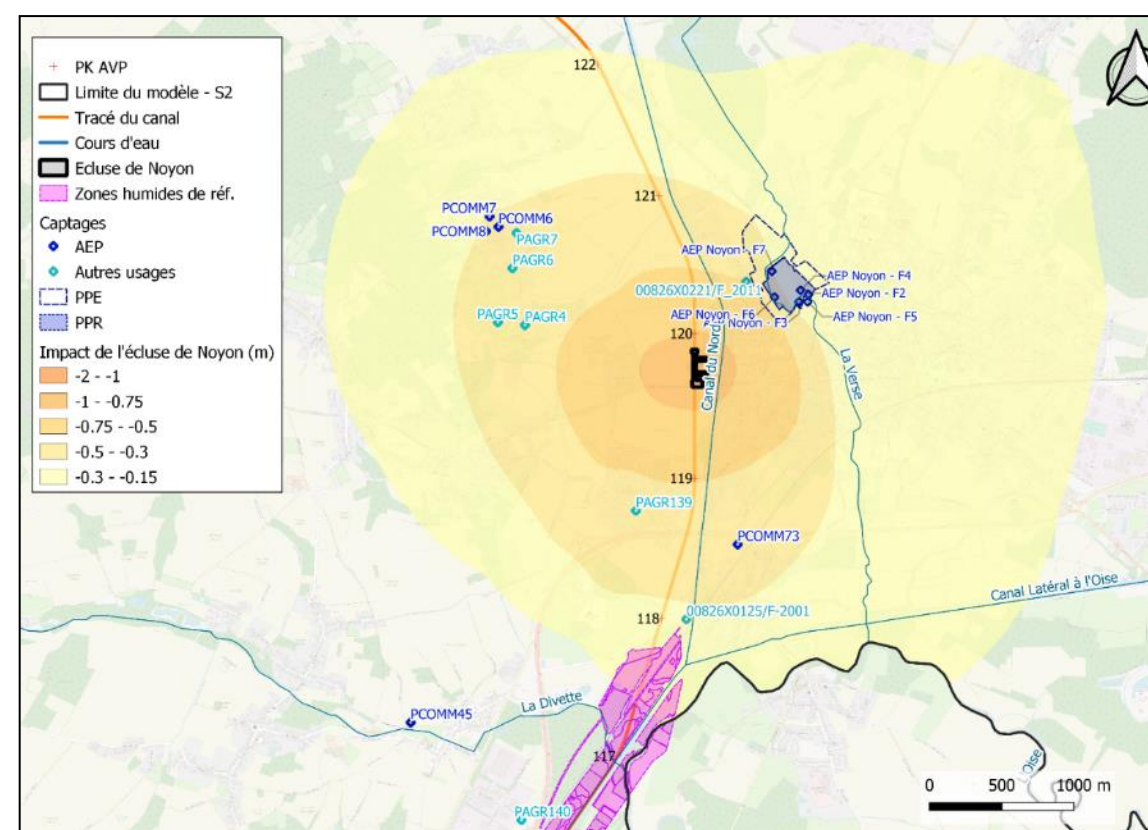 PK AVP
Limite du modèle - S2
Tracé du canal
Cours d'eau
Ecluse de Noyon
Zones humides de réf.
Captages
AEP
Autres usages
PPE
PPR
Impact de l'écluse de Noyon (m)
-2 - -1
-1 - -0.75
-0.75 - -0.5
-0.5 - -0.3
-0.3 - -0.15
122
121
PCOMM7
PCOMM6
PCOMM8
PAGR7
PAGR6
AEP Noyon - F7
AEP Noyon - F4
00826X0221/F_2011
AEP Noyon - F2
PAGR5
PAGR4
AEP Noyon - F6
AEP Noyon - F5
Noyon - F3
120
Canal du Nord
La Verse
119
PAGR139
PCOMM73
Canal Latéral à l'Oise
00826X0125/F-2001
118
La Divette
PCOMM45
117
L'Oise
PAGR140
0 500 1000 m